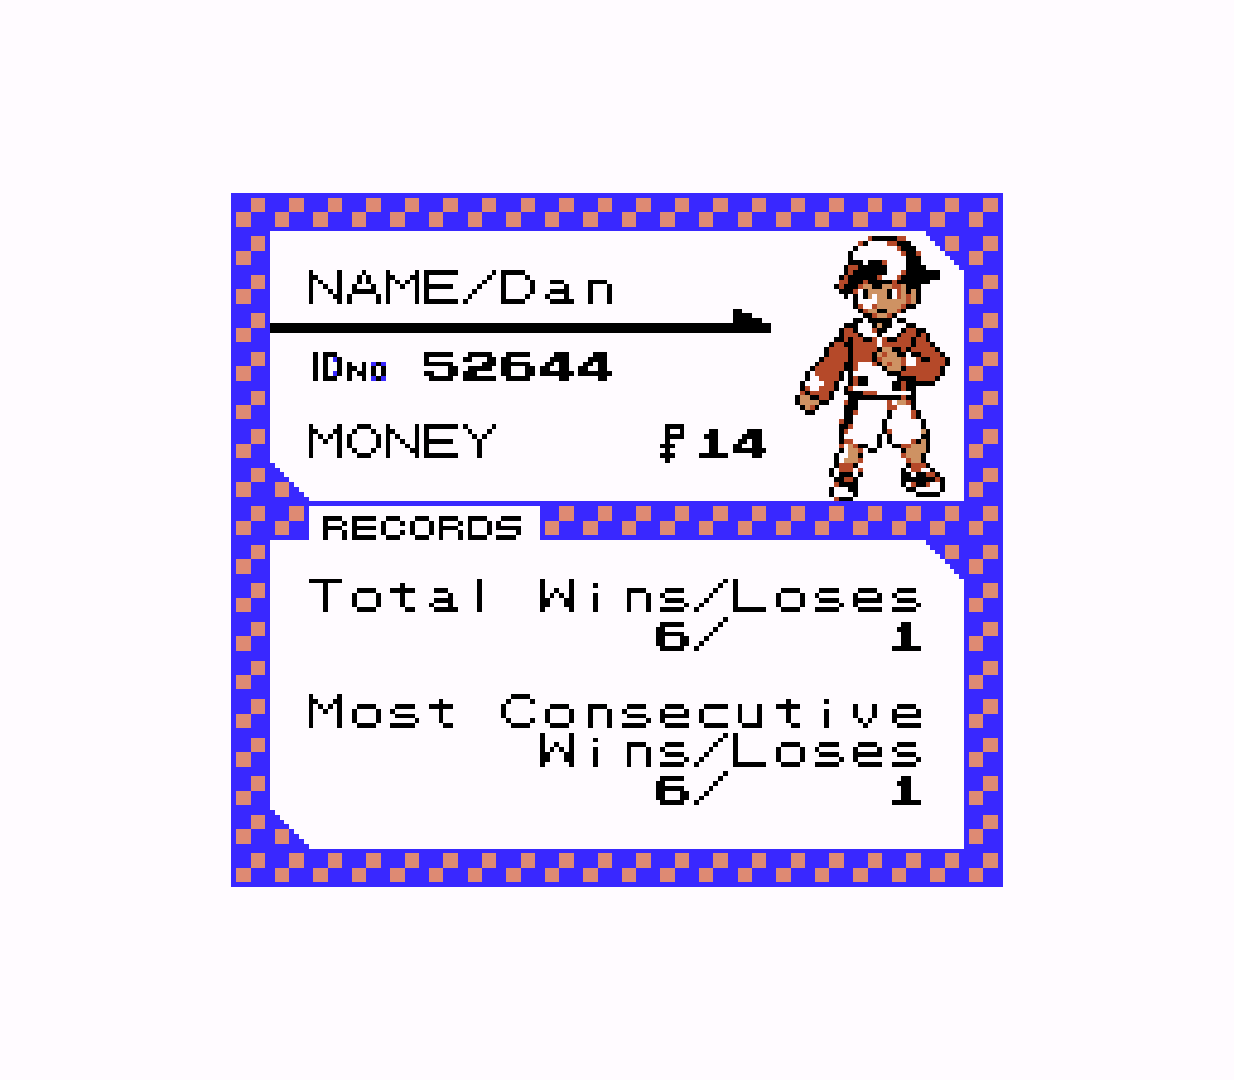 NAME/Dan
IDNo 52644
MONEY ₣14
RECORDS
Total Wins/Loses
6/ 1
Most Consecutive
Wins/Loses
6/ 1